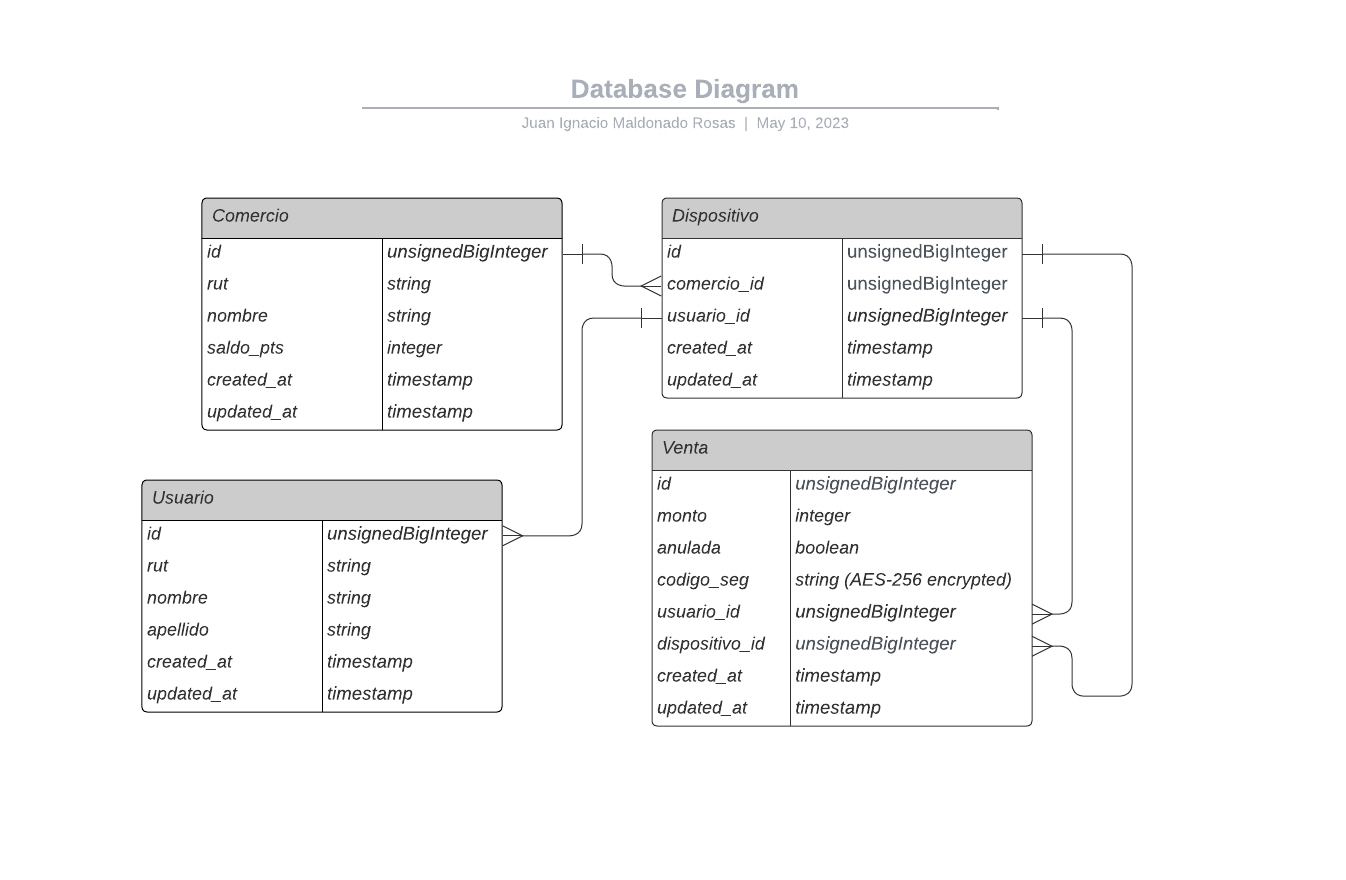 Database Diagram
Juan Ignacio Maldonado Rosas | May 10, 2023
Comercio
id unsignedBigInteger
rut string
nombre string
saldo_pts integer
created_at timestamp
updated_at timestamp
Dispositivo
id unsignedBigInteger
comercio_id unsignedBigInteger
usuario_id unsignedBigInteger
created_at timestamp
updated_at timestamp
Usuario
id unsignedBigInteger
rut string
nombre string
apellido string
created_at timestamp
updated_at timestamp
Venta
id unsignedBigInteger
monto integer
anulada boolean
codigo_seg string (AES-256 encrypted)
usuario_id unsignedBigInteger
dispositivo_id unsignedBigInteger
created_at timestamp
updated_at timestamp